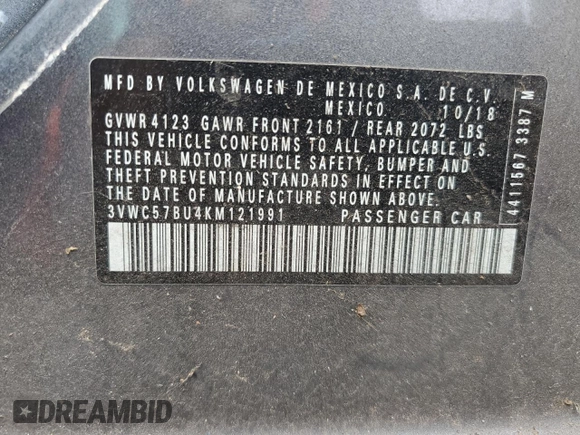 MFD BY VOLKSWAGEN DE MEXICO S.A. DE C.V.
MEXICO 10/18
GVWR 4123 GAWR FRONT 2161 / REAR 2072 LBS
THIS VEHICLE CONFORMS TO ALL APPLICABLE U.S.
FEDERAL MOTOR VEHICLE SAFETY, BUMPER AND
THEFT PREVENTION STANDARDS IN EFFECT ON
THE DATE OF MANUFACTURE SHOWN ABOVE.
3VWC57BU4KM121991 PASSENGER CAR
4411567 3387 M
DREAMBID